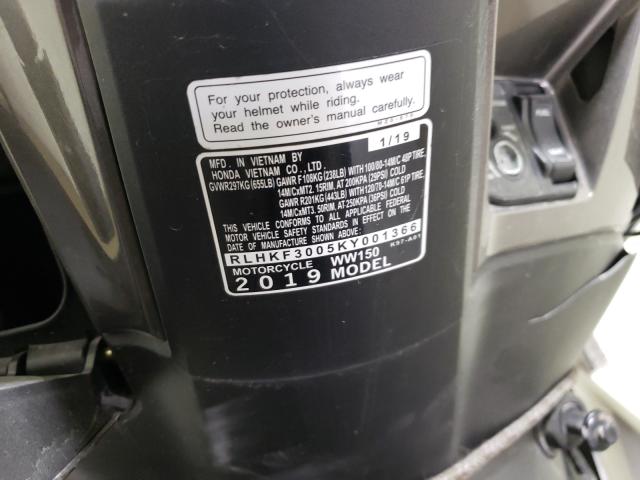 For your protection, always wear
your helmet while riding.
Read the owner's manual carefully.
1/19
MFD. IN VIETNAM BY
HONDA VIETNAM CO., LTD.
GVWR297KG (655LB) GAWR F108KG (238LB) WITH 100/80-14M/C 48P TIRE,
14M/CxMT2. 15RIM, AT 200KPA (29PSI) COLD
GAWR R201KG (443LB) WITH 120/70-14M/C 61P TIRE,
14M/CxMT3. 50RIM, AT 250KPA (36PSI) COLD
THIS VEHICLE CONFORMS TO ALL APPLICABLE FEDERAL
MOTOR VEHICLE SAFETY STANDARDS IN EFFECT ON THE
DATE OF MANUFACTURE SHOWN ABOVE.
RLHKF3005KY001366
K97-A01
MOTORCYCLE WW150
2019 MODEL
FUEL